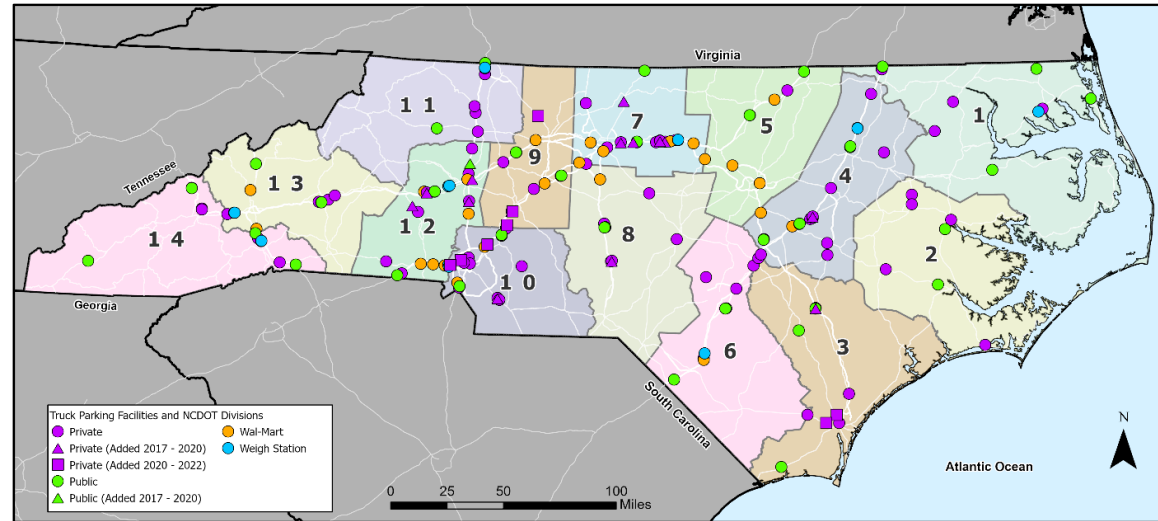 Virginia
1 1
7
5
1
9
Tennessee
1 3
4
1 4
1 2
2
8
1 0
Georgia
6
3
South Carolina
Truck Parking Facilities and NCDOT Divisions
Private
Wal-Mart
Private (Added 2017 - 2020)
Weigh Station
Private (Added 2020 - 2022)
Public
Public (Added 2017 - 2020)
0 25 50 100
Miles
N
Atlantic Ocean